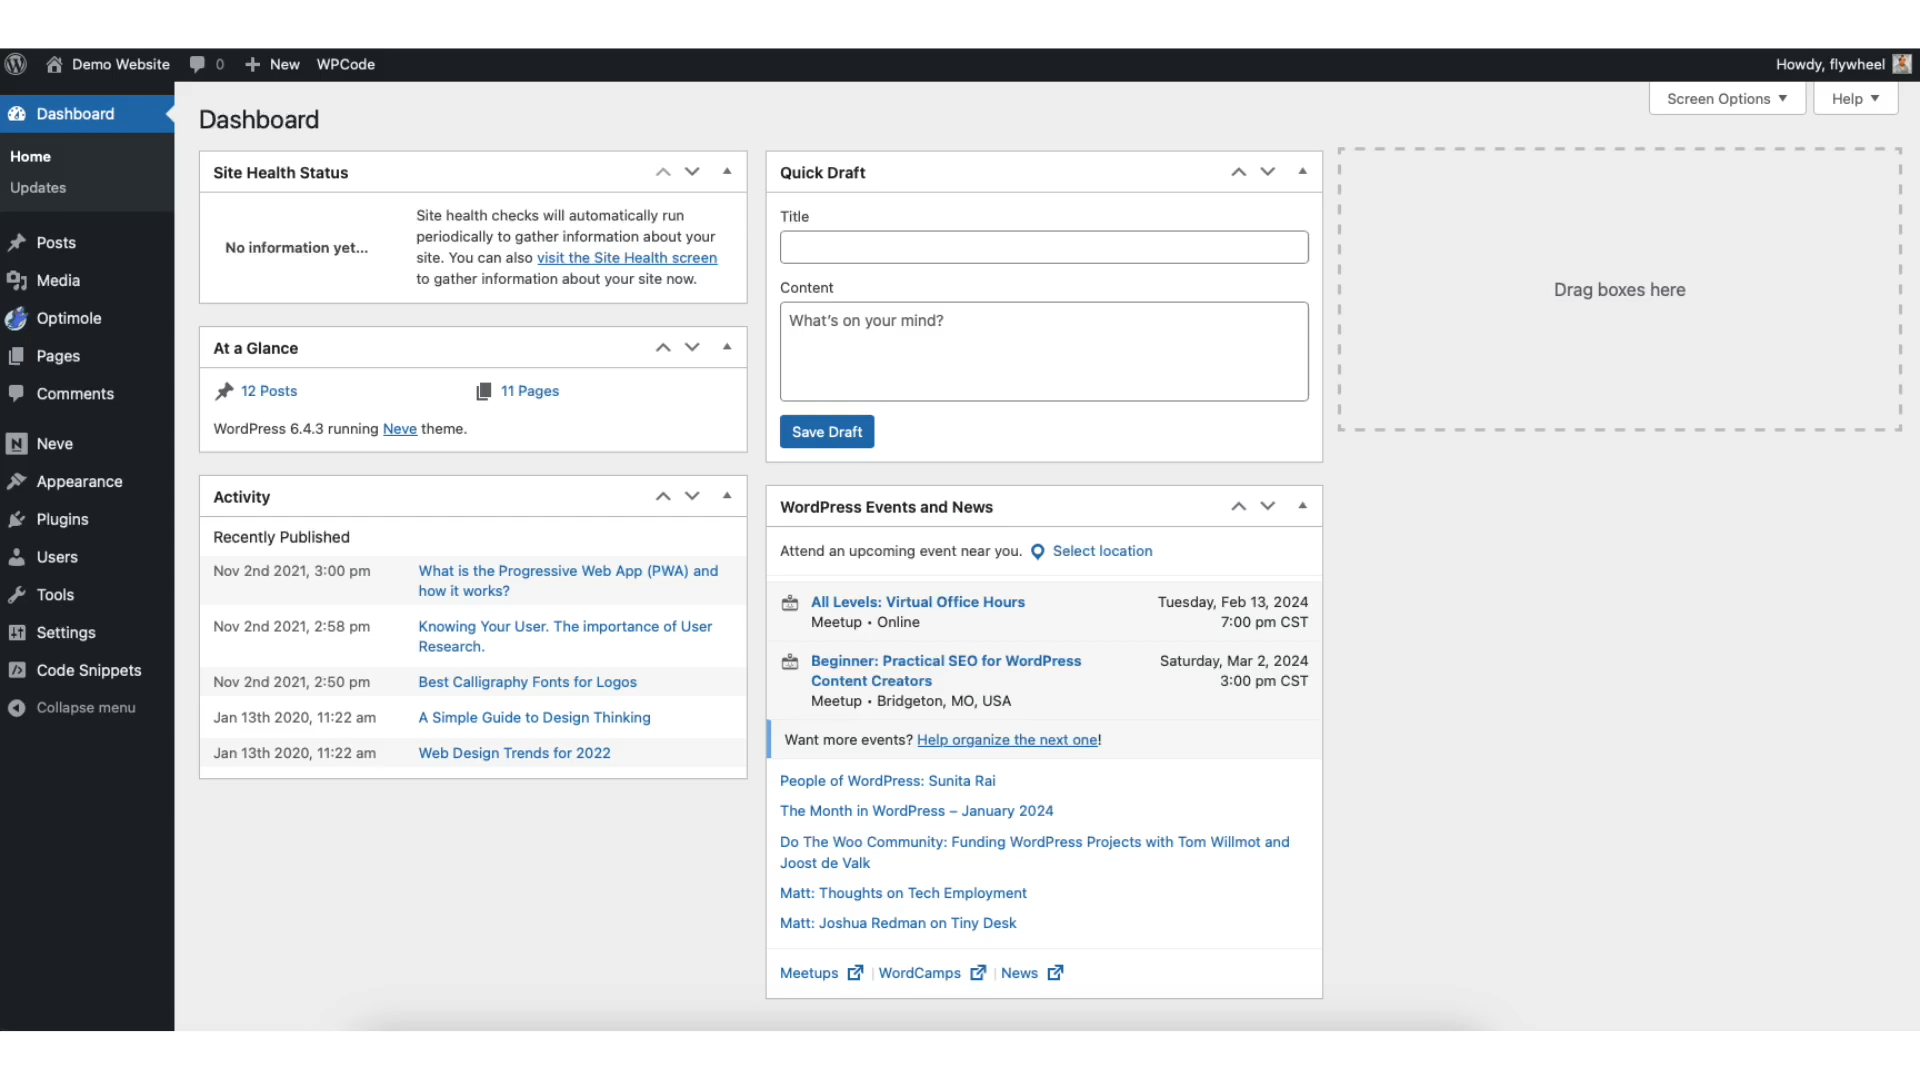 Demo Website 0 New WPCode Howdy, flywheel
Dashboard
Home
Updates
Posts
Media
Optimole
Pages
Comments
Neve
Appearance
Plugins
Users
Tools
Settings
Code Snippets
Collapse menu
Screen Options Help
Dashboard
Site Health Status
No information yet...
Site health checks will automatically run
periodically to gather information about your
site. You can also visit the Site Health screen
to gather information about your site now.
At a Glance
12 Posts 11 Pages
WordPress 6.4.3 running Neve theme.
Activity
Recently Published
Nov 2nd 2021, 3:00 pm What is the Progressive Web App (PWA) and
how it works?
Nov 2nd 2021, 2:58 pm Knowing Your User. The importance of User
Research.
Nov 2nd 2021, 2:50 pm Best Calligraphy Fonts for Logos
Jan 13th 2020, 11:22 am A Simple Guide to Design Thinking
Jan 13th 2020, 11:22 am Web Design Trends for 2022
Quick Draft
Title
Content
What's on your mind?
Save Draft
WordPress Events and News
Attend an upcoming event near you. Select location
All Levels: Virtual Office Hours Tuesday, Feb 13, 2024
Meetup • Online 7:00 pm CST
Beginner: Practical SEO for WordPress Saturday, Mar 2, 2024
Content Creators 3:00 pm CST
Meetup • Bridgeton, MO, USA
Want more events? Help organize the next one!
People of WordPress: Sunita Rai
The Month in WordPress – January 2024
Do The Woo Community: Funding WordPress Projects with Tom Willmot and
Joost de Valk
Matt: Thoughts on Tech Employment
Matt: Joshua Redman on Tiny Desk
Meetups | WordCamps | News
Drag boxes here